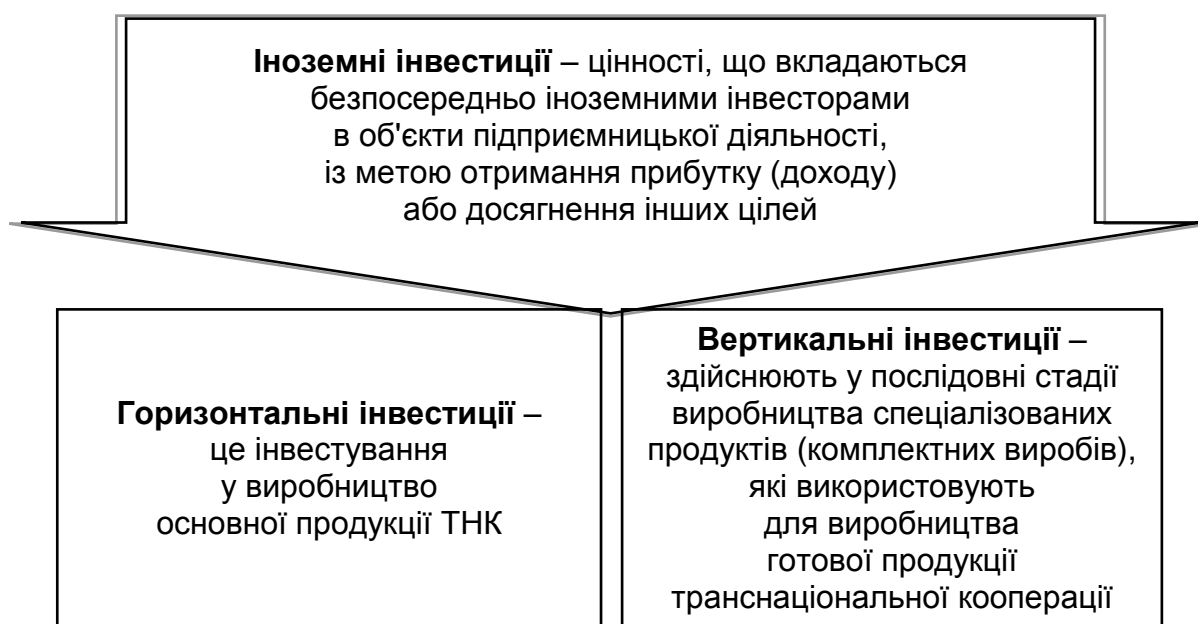 Іноземні інвестиції – цінності, що вкладаються
безпосередньо іноземними інвесторами
в об'єкти підприємницької діяльності,
із метою отримання прибутку (доходу)
або досягнення інших цілей
Горизонтальні інвестиції –
це інвестування
у виробництво
основної продукції ТНК
Вертикальні інвестиції –
здійснюють у послідовні стадії
виробництва спеціалізованих
продуктів (комплектних виробів),
які використовують
для виробництва
готової продукції
транснаціональної кооперації